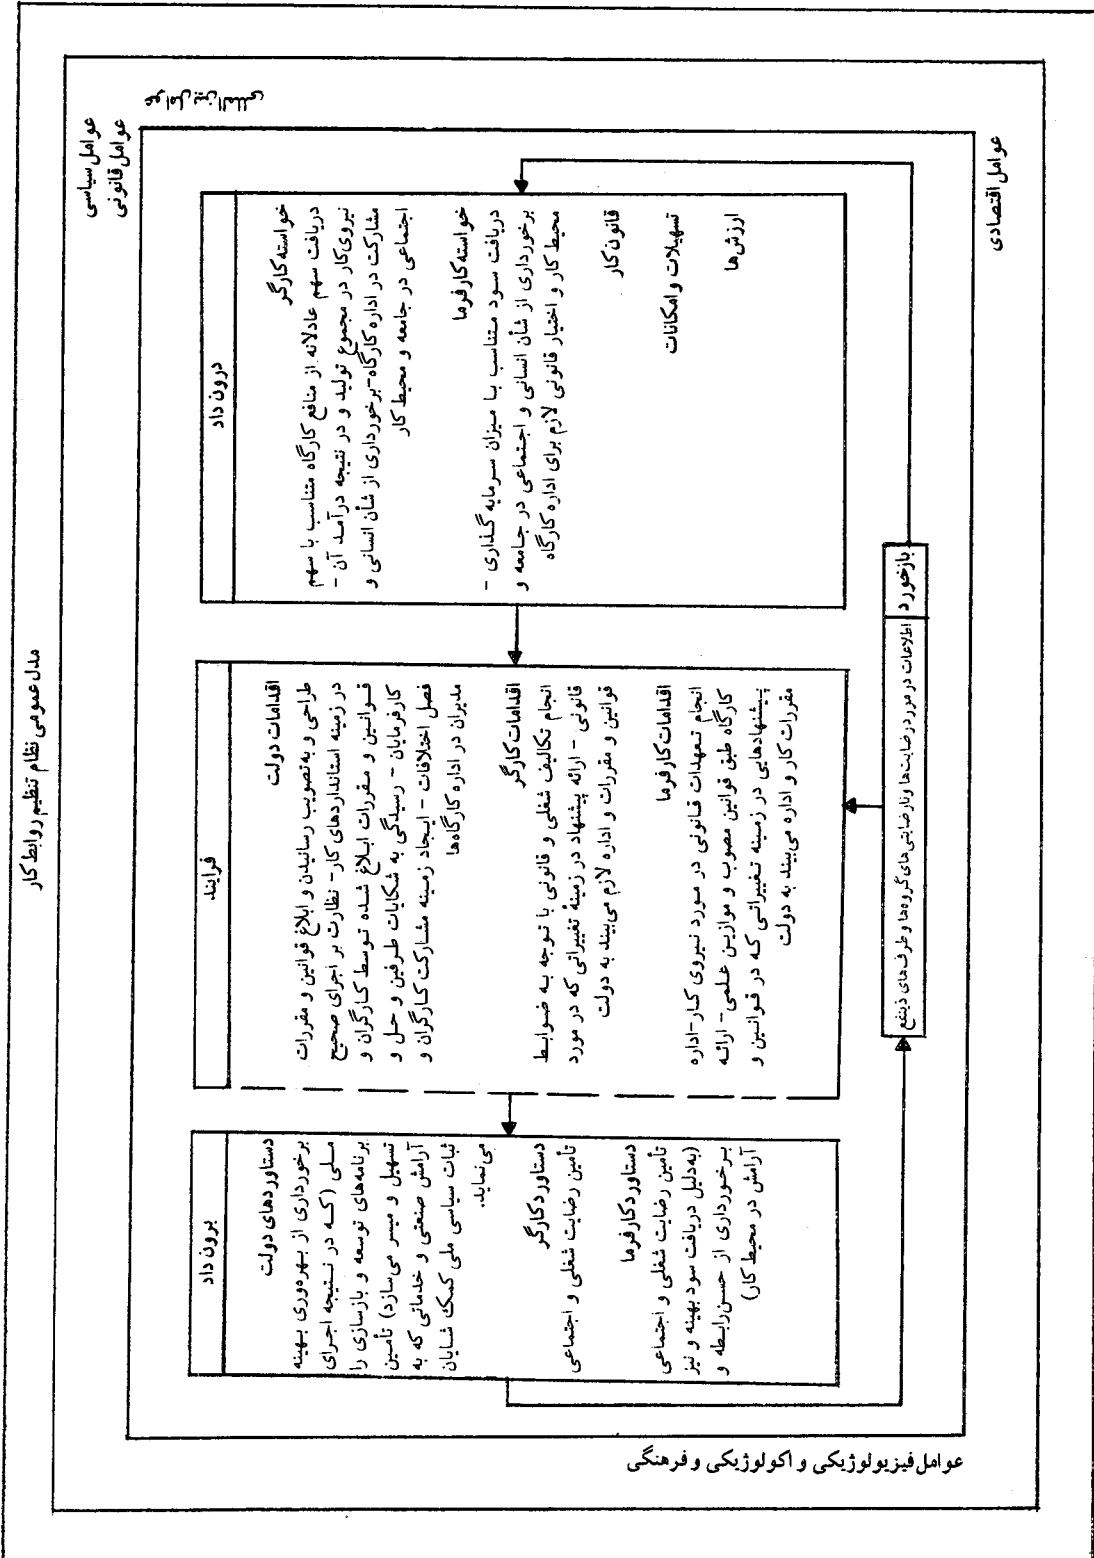 مدل عمومی نظام تنظیم روابط کار
عوامل بین‌المللی
عوامل سیاسی
عوامل قانونی
عوامل اقتصادی
درون داد
خواسته کارگر
دریافت سهم عادلانه از منافع کارگاه متناسب با سهم
نیروی کار در مجموع تولید و در نتیجه درآمد آن -
مشارکت در اداره کارگاه-برخورداری از شأن انسانی و
اجتماعی در جامعه و محیط کار
خواسته کارفرما
دریافت سود متناسب با میزان سرمایه گذاری -
برخورداری از شأن انسانی و اجتماعی در جامعه و
محیط کار و اختیار قانونی لازم برای اداره کارگاه
قانون کار
تسهیلات و امکانات
ارزش‌ها
فرایند
اقدامات دولت
طراحی و به‌تصویب رسانیدن و ابلاغ قوانین و مقررات
در زمینه استانداردهای کار- نظارت بر اجرای صحیح
قوانین و مقررات ابلاغ شده توسط کارگران و
کارفرمایان - رسیدگی به شکایات طرفین و حل و
فصل اختلافات - ایجاد زمینه مشارکت کارگران و
مدیران در اداره کارگاه‌ها
اقدامات کارگر
انجام تکالیف شغلی و قانونی با توجه به ضوابط
قانونی - ارائه پیشنهاد در زمینهٔ تغییراتی که در مورد
قوانین و مقررات و اداره لازم می‌بیند به دولت
اقدامات کارفرما
انجام تعهدات قانونی در مورد نیروی کار-اداره
کارگاه طبق قوانین مصوب و موازین علمی- ارائه
پیشنهادهایی در زمینه تغییراتی که در قوانین و
مقررات کار و اداره می‌بیند به دولت
برون داد
دستاوردهای دولت
برخورداری از بهره‌وری بهینه
ملی (که در نتیجه اجرای
برنامه‌های توسعه و بازسازی را
تسهیل و میسر می‌سازد) تأمین
آرامش صنعتی و خدماتی که به
ثبات سیاسی ملی کمک شایان
می‌نماید.
دستاورد کارگر
تأمین رضایت شغلی و اجتماعی
دستاورد کارفرما
تأمین رضایت شغلی و اجتماعی
(به‌دلیل دریافت سود بهینه و نیز
برخورداری از حسن رابطه و
آرامش در محیط کار)
بازخورد
اطلاعات در مورد رضایت‌ها و نارضایتی‌های گروه‌ها و طرف‌های ذینفع
عوامل فیزیولوژیکی و اکولوژیکی و فرهنگی